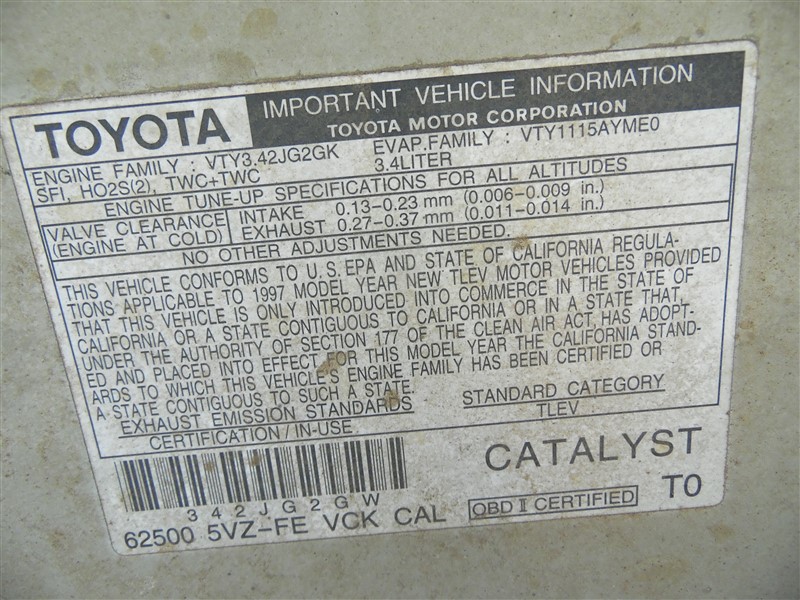 TOYOTA
IMPORTANT VEHICLE INFORMATION
TOYOTA MOTOR CORPORATION
ENGINE FAMILY : VTY3.42JG2GK EVAP.FAMILY : VTY1115AYME0
SFI, HO2S(2), TWC+TWC 3.4LITER
ENGINE TUNE-UP SPECIFICATIONS FOR ALL ALTITUDES
VALVE CLEARANCE INTAKE 0.13-0.23 mm (0.006-0.009 in.)
(ENGINE AT COLD) EXHAUST 0.27-0.37 mm (0.011-0.014 in.)
NO OTHER ADJUSTMENTS NEEDED.
THIS VEHICLE CONFORMS TO U.S.EPA AND STATE OF CALIFORNIA REGULA-
TIONS APPLICABLE TO 1997 MODEL YEAR NEW TLEV MOTOR VEHICLES PROVIDED
THAT THIS VEHICLE IS ONLY INTRODUCED INTO COMMERCE IN THE STATE OF
CALIFORNIA OR A STATE CONTIGUOUS TO CALIFORNIA OR IN A STATE THAT,
UNDER THE AUTHORITY OF SECTION 177 OF THE CLEAN AIR ACT, HAS ADOPT-
ED AND PLACED INTO EFFECT FOR THIS MODEL YEAR THE CALIFORNIA STAND-
ARDS TO WHICH THIS VEHICLE'S ENGINE FAMILY HAS BEEN CERTIFIED OR
A STATE CONTIGUOUS TO SUCH A STATE.
EXHAUST EMISSION STANDARDS STANDARD CATEGORY
CERTIFICATION/IN-USE TLEV
CATALYST
342JG2GW
62500 5VZ-FE VCK CAL OBD II CERTIFIED T0